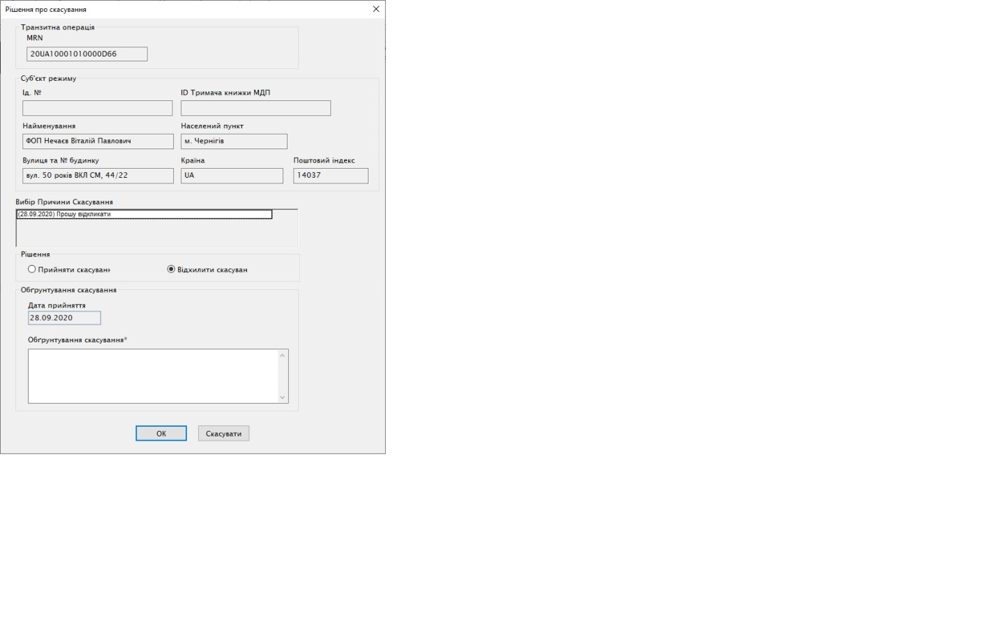 Рішення про скасування
Транзитна операція
MRN
20UA10001010000D66
Суб'єкт режиму
Ід. № ID Тримача книжки МДП
Найменування Населений пункт
ФОП Нечаєв Віталій Павлович м. Чернігів
Вулиця та № будинку Країна Поштовий індекс
вул. 50 років ВКЛ СМ, 44/22 UA 14037
Вибір Причини Скасування
(28.09.2020) Прошу відкликати
Рішення
Прийняти скасуванн Відхилити скасуван
Обґрунтування скасування
Дата прийняття
28.09.2020
Обґрунтування скасування*
ОК Скасувати